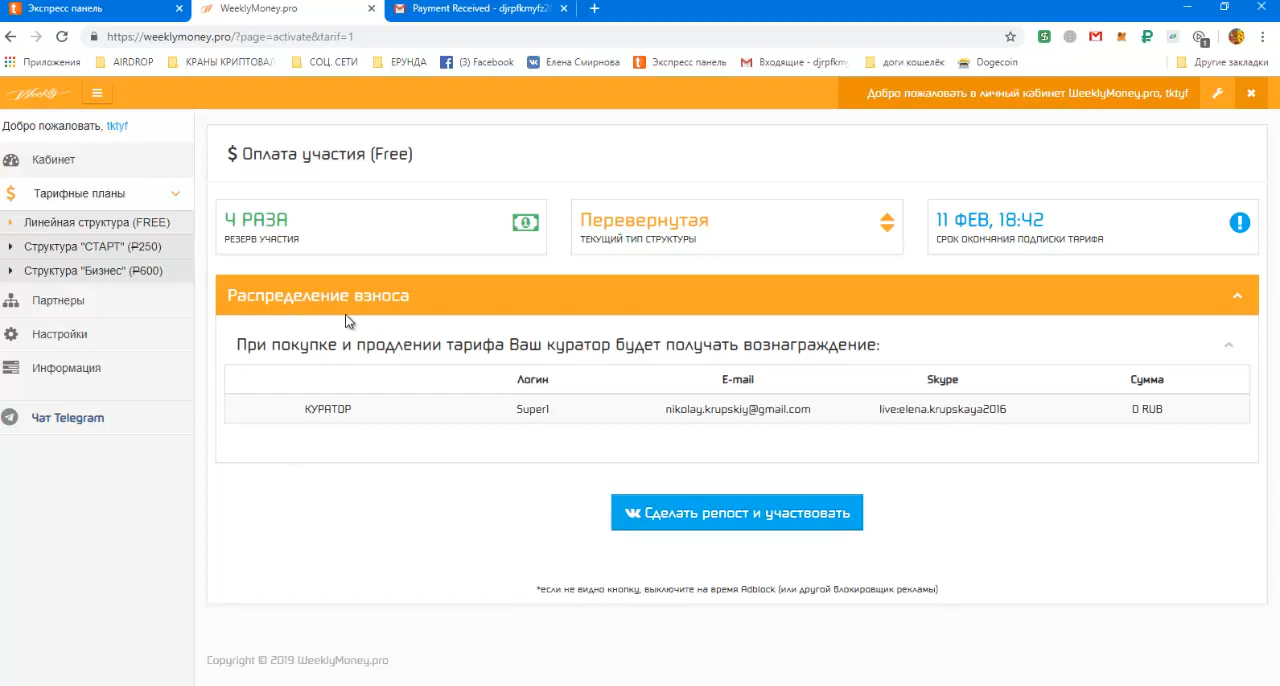 Экспресс панель
WeeklyMoney.pro
Payment Received - djrpfkmyfz2
https://weeklymoney.pro/?page=activate&tarif=1
Приложения
AIRDROP
КРАНЫ КРИПТОВАЛ
СОЦ. СЕТИ
ЕРУНДА
(3) Facebook
Елена Смирнова
Экспресс панель
Входящие - djrpfkm
доги кошелёк
Dogecoin
Другие закладки
Weekly
Добро пожаловать в личный кабинет WeeklyMoney.pro, tktyf
Добро пожаловать, tktyf
Кабинет
Тарифные планы
Линейная структура (FREE)
Структура "СТАРТ" (₽250)
Структура "Бизнес" (₽600)
Партнеры
Настройки
Информация
Чат Telegram
$ Оплата участия (Free)
4 РАЗА
РЕЗЕРВ УЧАСТИЯ
Перевернутая
ТЕКУЩИЙ ТИП СТРУКТУРЫ
11 ФЕВ, 18:42
СРОК ОКОНЧАНИЯ ПОДПИСКИ ТАРИФА
Распределение взноса
При покупке и продлении тарифа Ваш куратор будет получать вознаграждение:
Логин E-mail Skype Сумма
КУРАТОР Super1 nikolay.krupskiy@gmail.com live:elena.krupskaya2016 0 RUB
Сделать репост и участвовать
*если не видно кнопку, выключите на время Adblock (или другой блокировщик рекламы)
Copyright © 2019 WeeklyMoney.pro